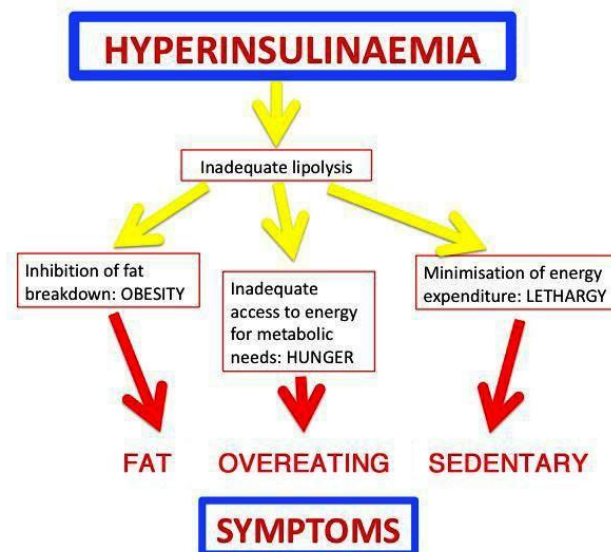 HYPERINSULINAEMIA
Inadequate lipolysis
Inhibition of fat
breakdown: OBESITY
Inadequate
access to energy
for metabolic
needs: HUNGER
Minimisation of energy
expenditure: LETHARGY
FAT
OVEREATING
SEDENTARY
SYMPTOMS